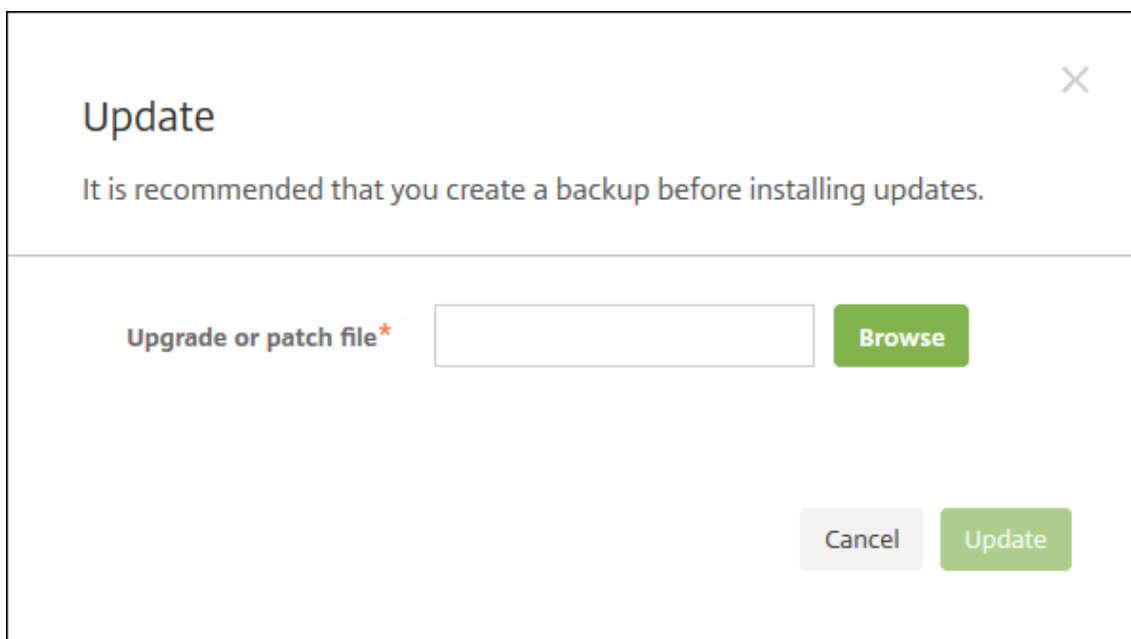 Update
It is recommended that you create a backup before installing updates.
Upgrade or patch file*
Browse
Cancel
Update